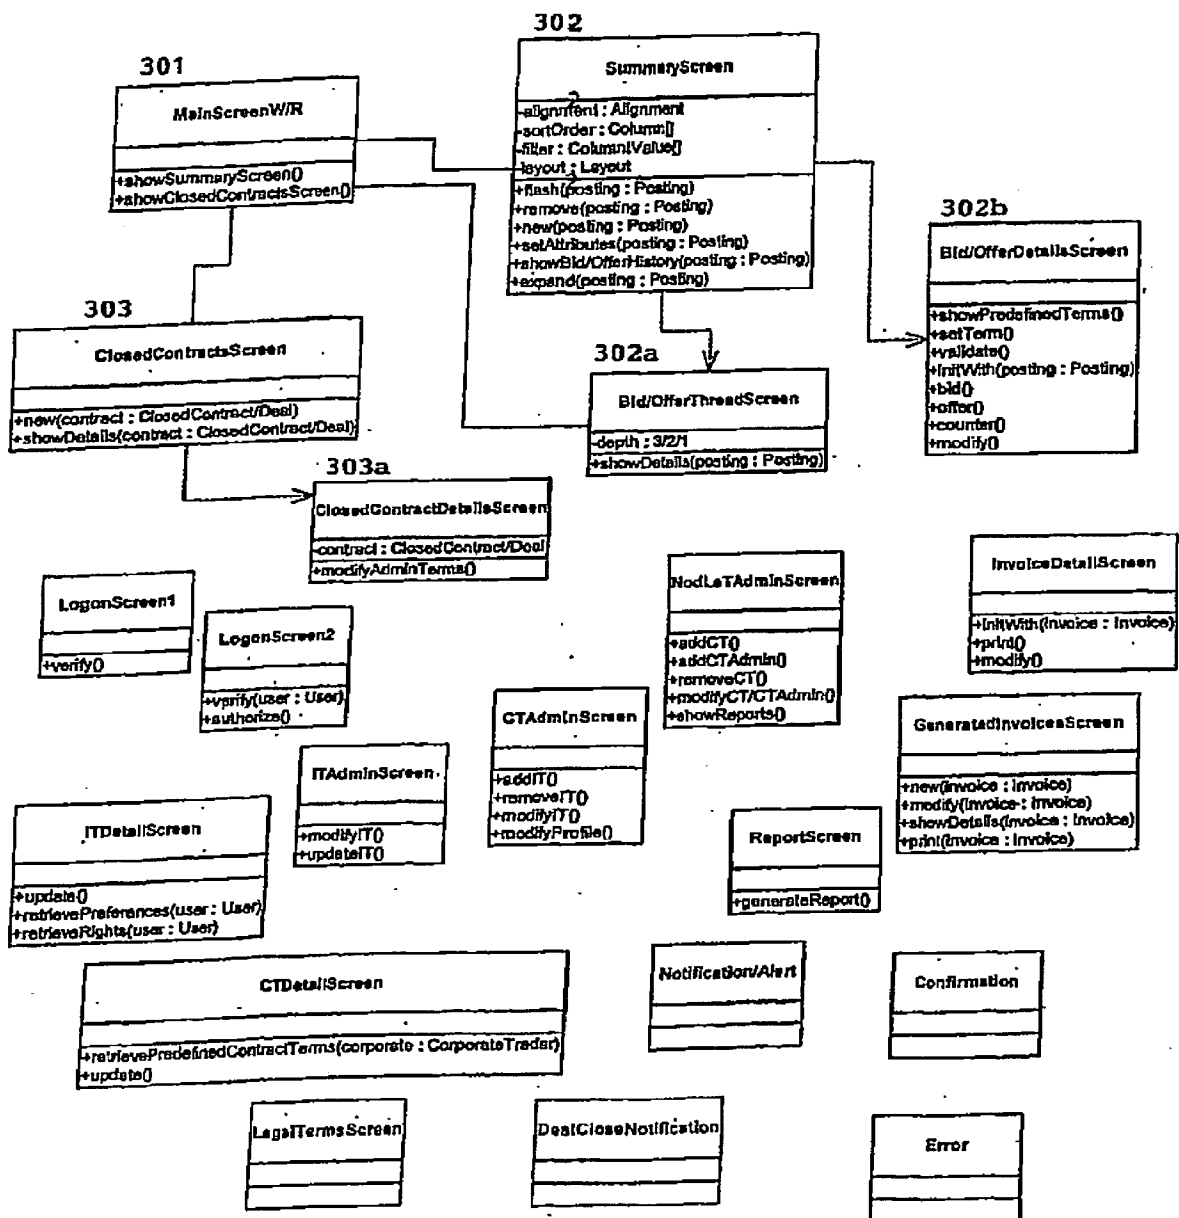 302
SummaryScreen
-alignment : Alignment
-sortOrder : Column[]
-filter : Column\Value[]
-layout : Layout
+flash(posting : Posting)
+remove(posting : Posting)
+new(posting : Posting)
+setAttributes(posting : Posting)
+showBid/OfferHistory(posting : Posting)
+expand(posting : Posting)
301
MainScreenW/R
+showSummaryScreen()
+showClosedContractsScreen()
302b
Bid/OfferDetailsScreen
+showPredefinedTerms()
+setTerm()
+validate()
+initWith(posting : Posting)
+bid()
+offer()
+counter()
+modify()
303
ClosedContractsScreen
+new(contract : ClosedContract/Deal)
+showDetails(contract : ClosedContract/Deal)
302a
Bid/OfferThreadScreen
-depth : 3/2/1
+showDetails(posting : Posting)
303a
ClosedContractDetailsScreen
-contract : ClosedContract/Deal
+modifyAdminTerms()
LogonScreen1
+verify()
LogonScreen2
+verify(user : User)
+authorize()
NodLeTAdminScreen
+addCT()
+addCTAdmin()
+removeCT()
+modifyCT/CTAdmin()
+showReports()
InvoiceDetailScreen
+initWith(invoice : Invoice)
+print()
+modify()
CTAdminScreen
+addIT()
+removeIT()
+modifyIT()
+modifyProfile()
GeneratedInvoicesScreen
+new(invoice : Invoice)
+modify(invoice : Invoice)
+showDetails(invoice : Invoice)
+print(invoice : Invoice)
ITAdminScreen
+modifyIT()
+updateIT()
ITDetailScreen
+update()
+retrievePreferences(user : User)
+retrieveRights(user : User)
ReportScreen
+generateReport()
CTDetailScreen
+retrievePredefinedContractTerms(corporate : CorporateTrader)
+update()
Notification/Alert
Confirmation
LegalTermsScreen
DealCloseNotification
Error